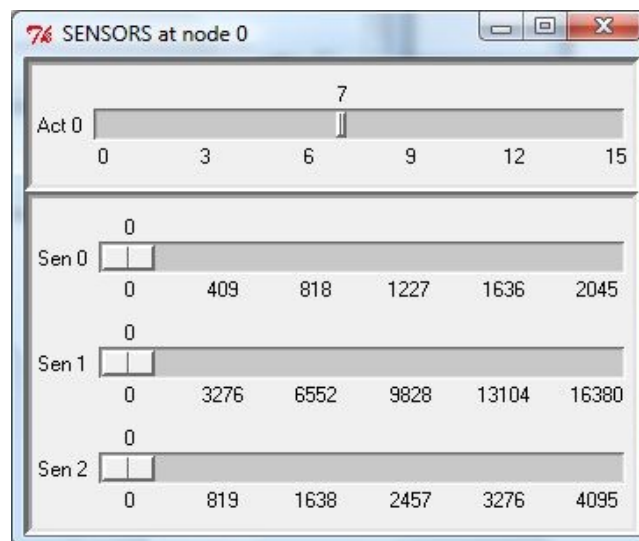 SENSORS at node 0
7
Act 0
0 3 6 9 12 15
0
Sen 0
0 409 818 1227 1636 2045
0
Sen 1
0 3276 6552 9828 13104 16380
0
Sen 2
0 819 1638 2457 3276 4095